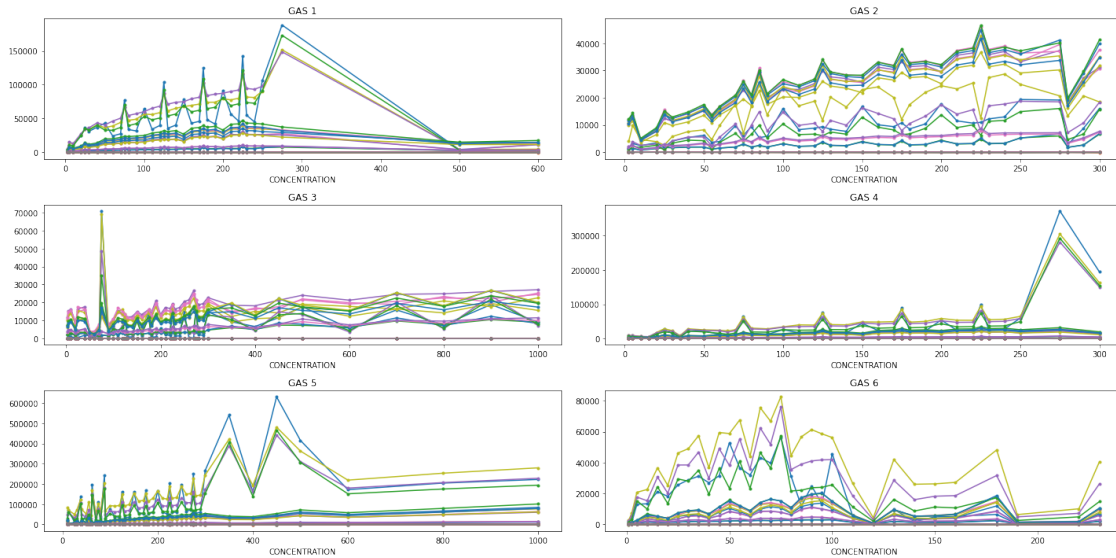 GAS 1
150000
100000
50000
0
0 100 200 300 400 500 600
CONCENTRATION
GAS 2
40000
30000
20000
10000
0
0 50 100 150 200 250 300
CONCENTRATION
GAS 3
70000
60000
50000
40000
30000
20000
10000
0
0 200 400 600 800 1000
CONCENTRATION
GAS 4
300000
200000
100000
0
0 50 100 150 200 250 300
CONCENTRATION
GAS 5
600000
500000
400000
300000
200000
100000
0
0 200 400 600 800 1000
CONCENTRATION
GAS 6
80000
60000
40000
20000
0
0 50 100 150 200
CONCENTRATION